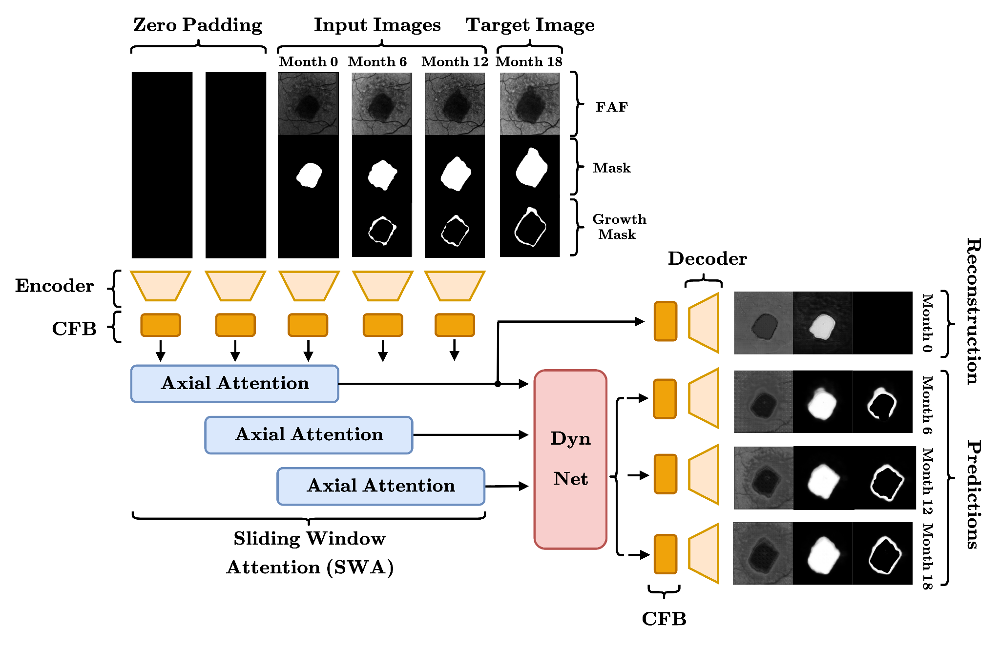 Zero Padding
Input Images
Target Image
Month 0
Month 6
Month 12
Month 18
FAF
Mask
Growth
Mask
Encoder
CFB
Decoder
Axial Attention
Axial Attention
Axial Attention
Sliding Window
Attention (SWA)
Dyn
Net
CFB
Month 0
Month 6
Month 12
Month 18
Reconstruction
Predictions